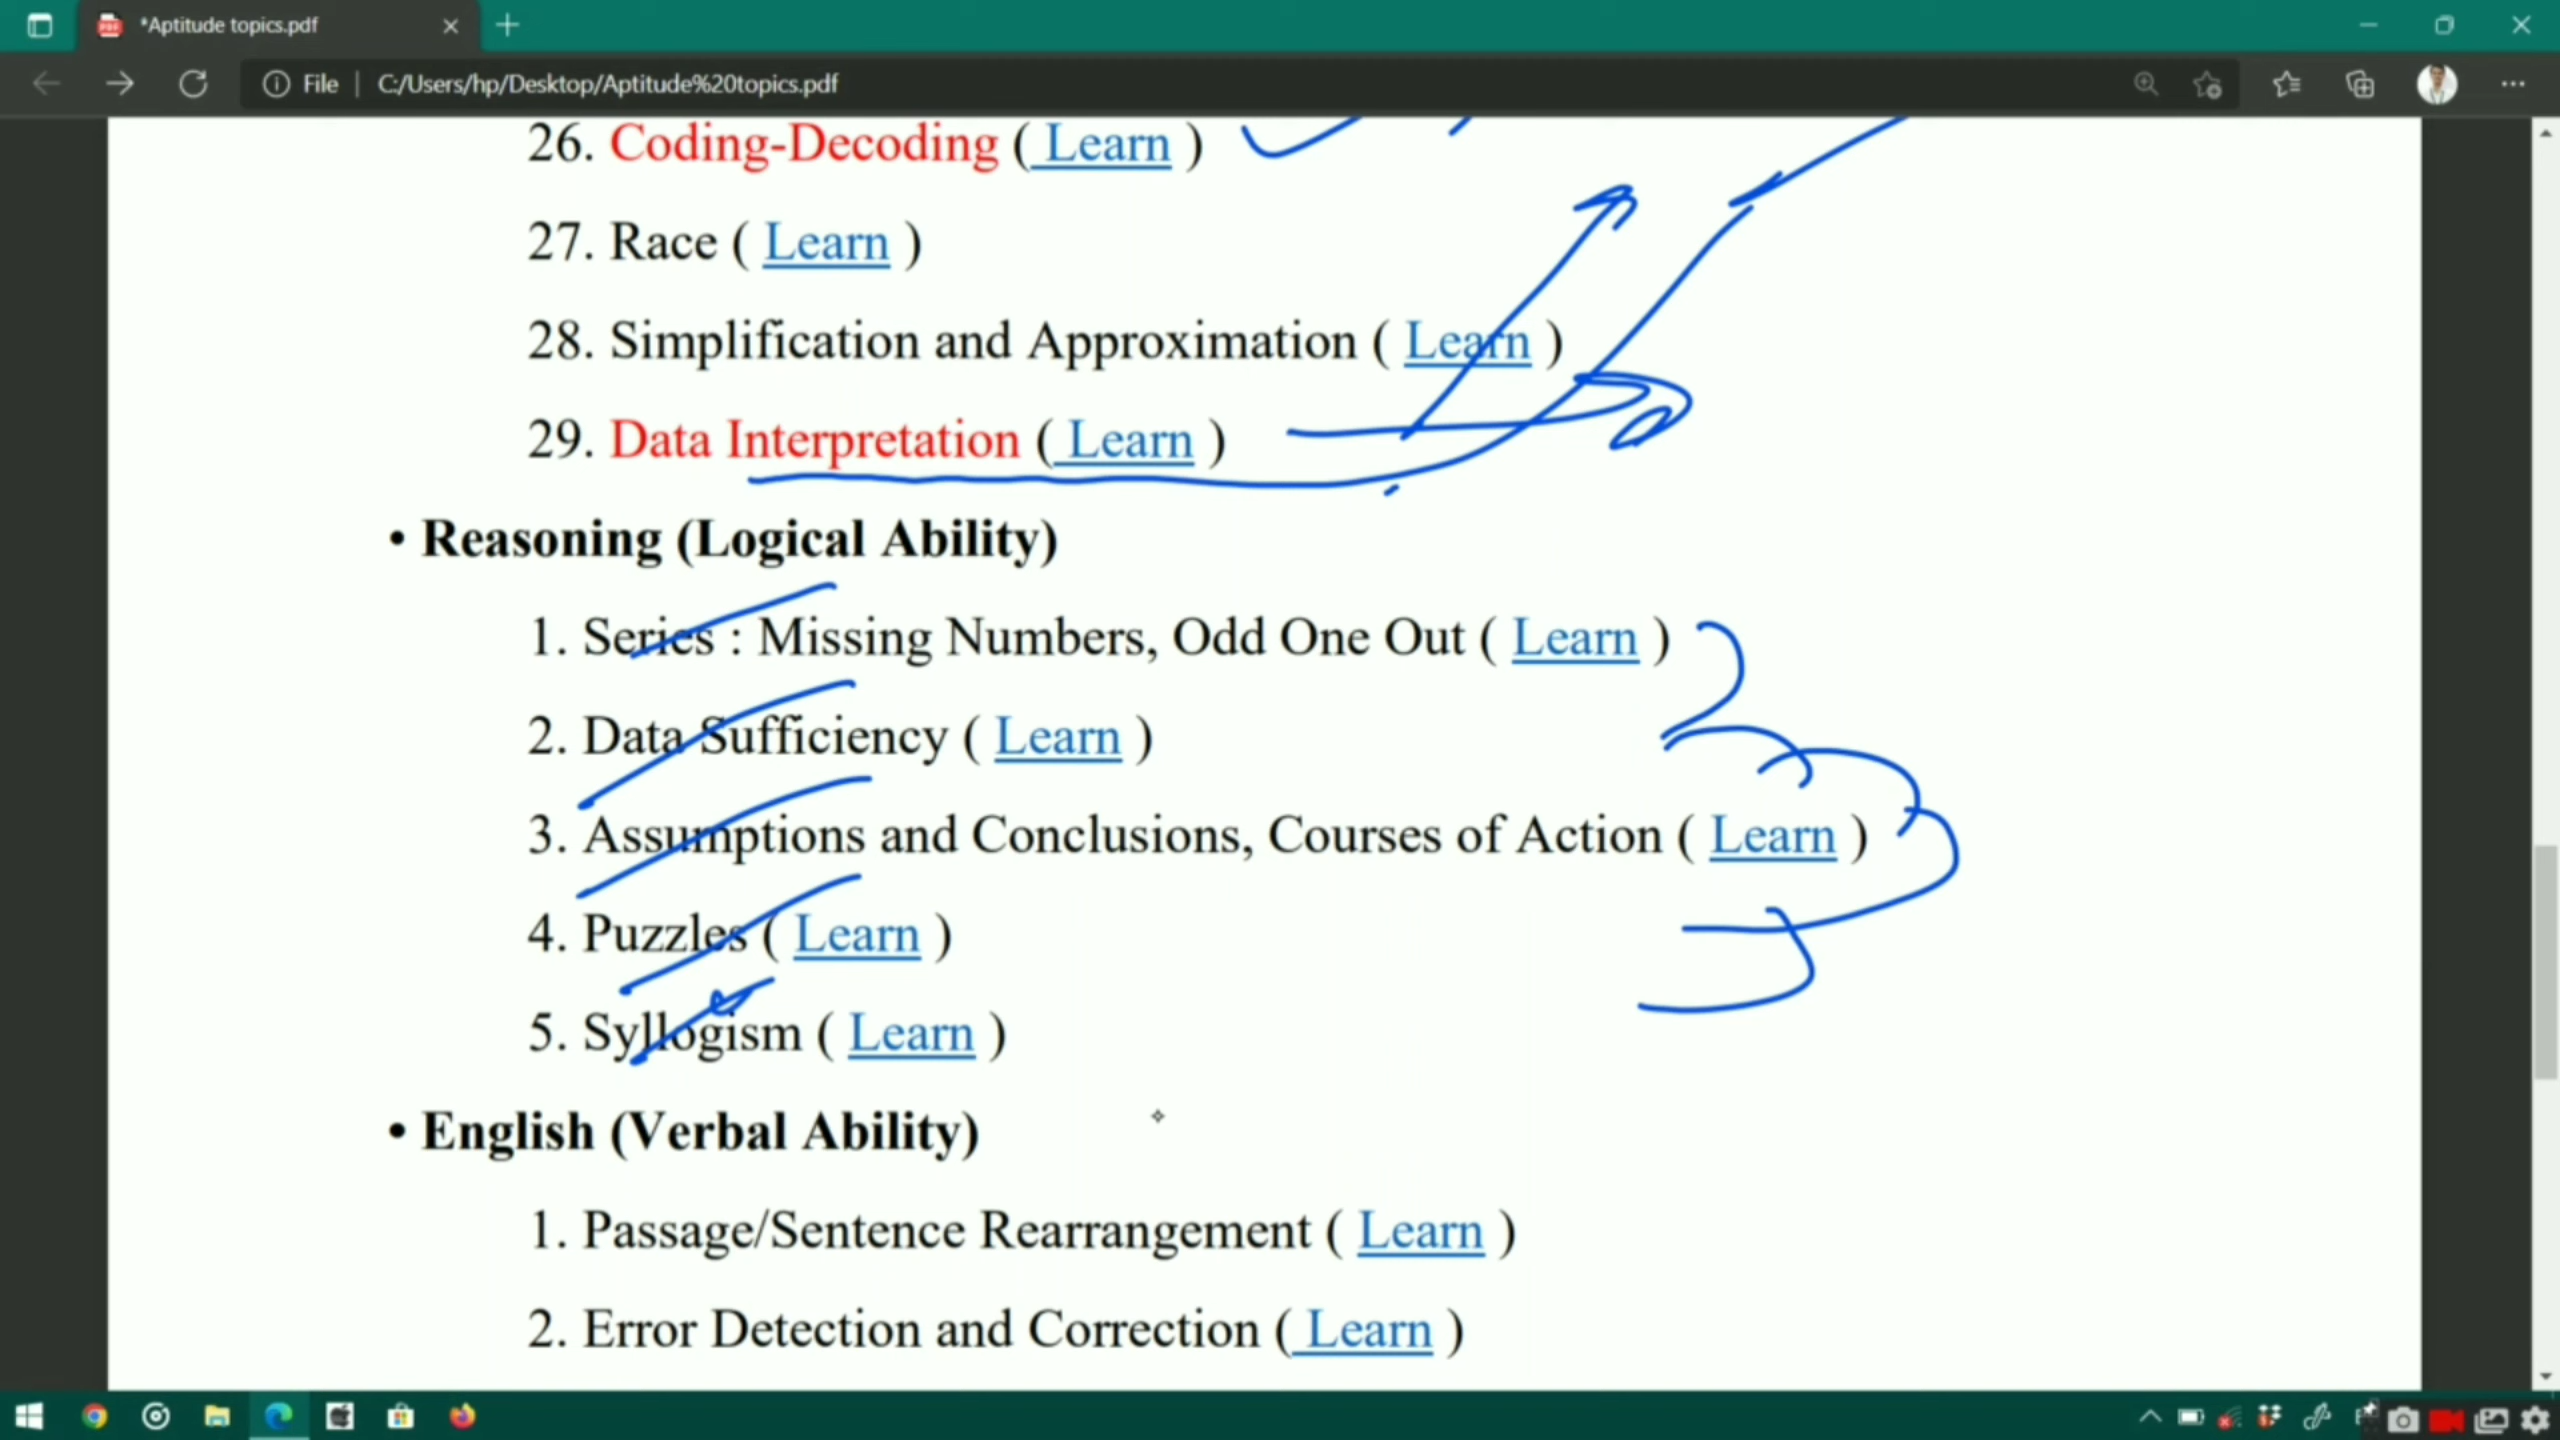 *Aptitude topics.pdf
File | C:/Users/hp/Desktop/Aptitude%20topics.pdf
26. Coding-Decoding ( Learn )
27. Race ( Learn )
28. Simplification and Approximation ( Learn )
29. Data Interpretation ( Learn )
• Reasoning (Logical Ability)
1. Series : Missing Numbers, Odd One Out ( Learn )
2. Data Sufficiency ( Learn )
3. Assumptions and Conclusions, Courses of Action ( Learn )
4. Puzzles ( Learn )
5. Syllogism ( Learn )
• English (Verbal Ability)
1. Passage/Sentence Rearrangement ( Learn )
2. Error Detection and Correction ( Learn )